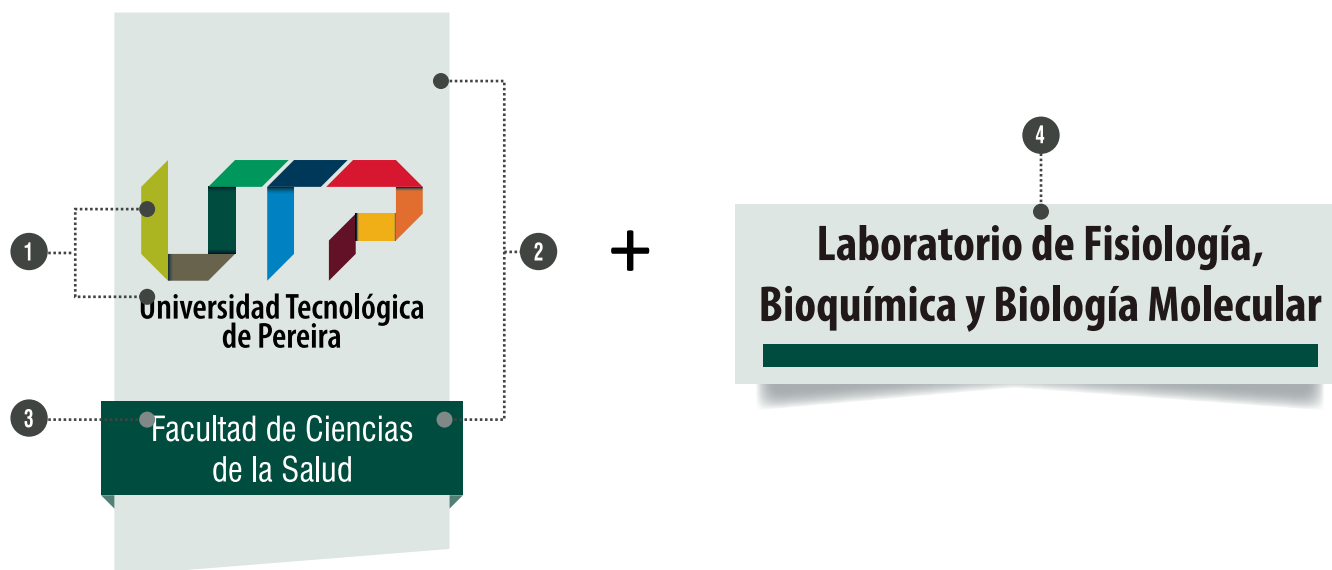 1
2
3
4
UTP
Universidad Tecnológica
de Pereira
Facultad de Ciencias
de la Salud
+
Laboratorio de Fisiología,
Bioquímica y Biología Molecular